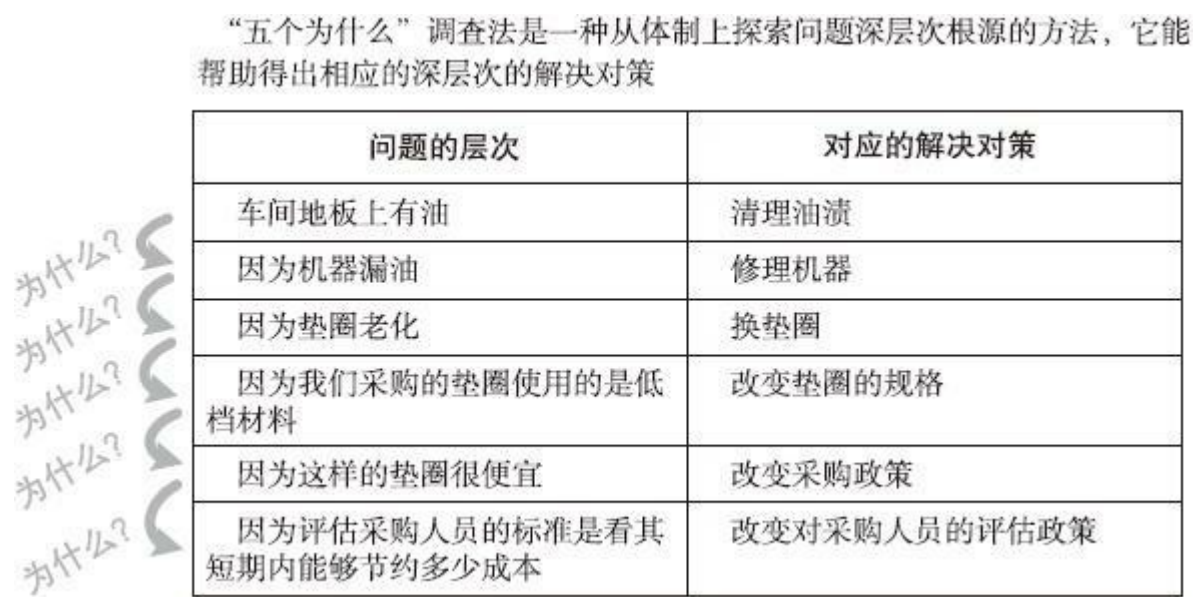 “五个为什么”调查法是一种从体制上探索问题深层次根源的方法，它能
帮助得出相应的深层次的解决对策
问题的层次 对应的解决对策
车间地板上有油 清理油渍
为什么?
因为机器漏油 修理机器
为什么?
因为垫圈老化 换垫圈
为什么?
因为我们采购的垫圈使用的是低 改变垫圈的规格
档材料
为什么?
因为这样的垫圈很便宜 改变采购政策
为什么?
因为评估采购人员的标准是看其 改变对采购人员的评估政策
短期内能够节约多少成本